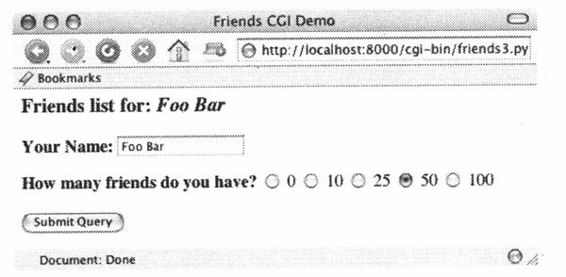 Friends CGI Demo
http://localhost:8000/cgi-bin/friends3.py
Bookmarks
Friends list for: Foo Bar
Your Name: Foo Bar
How many friends do you have? 0 10 25 50 100
Submit Query
Document: Done